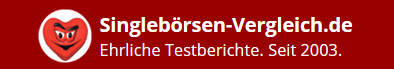 Singlebörsen-Vergleich.de
Ehrliche Testberichte. Seit 2003.